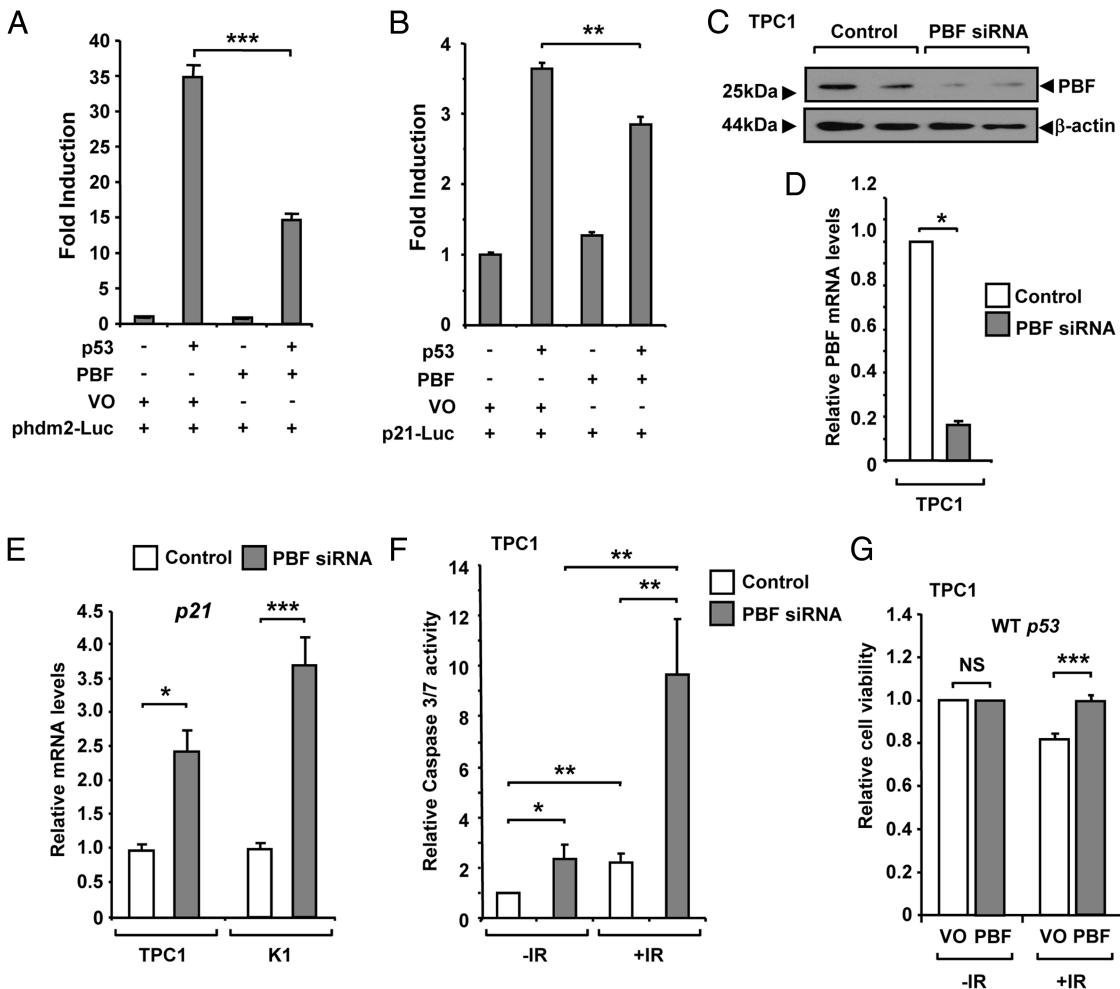 A
Fold Induction
40
35
30
25
20
15
10
5
0
***
p53 - + - +
PBF - - + +
VO + + - -
phdm2-Luc + + + +
B
Fold Induction
4
3
2
1
0
**
p53 - + - +
PBF - - + +
VO + + - -
p21-Luc + + + +
C
TPC1
Control PBF siRNA
25kDa
PBF
44kDa
β-actin
D
Relative PBF mRNA levels
1.2
1.0
0.8
0.6
0.4
0.2
0
*
TPC1
Control
PBF siRNA
E
Control PBF siRNA
p21
Relative mRNA levels
4.5
4.0
3.5
3.0
2.5
2.0
1.5
1.0
0.5
0
*
***
TPC1 K1
F
TPC1
Relative Caspase 3/7 activity
14
12
10
8
6
4
2
0
**
**
**
*
-IR +IR
Control
PBF siRNA
G
TPC1
WT p53
Relative cell viability
1.4
1.2
1.0
0.8
0.6
0.4
0.2
0
NS
***
VO PBF VO PBF
-IR +IR